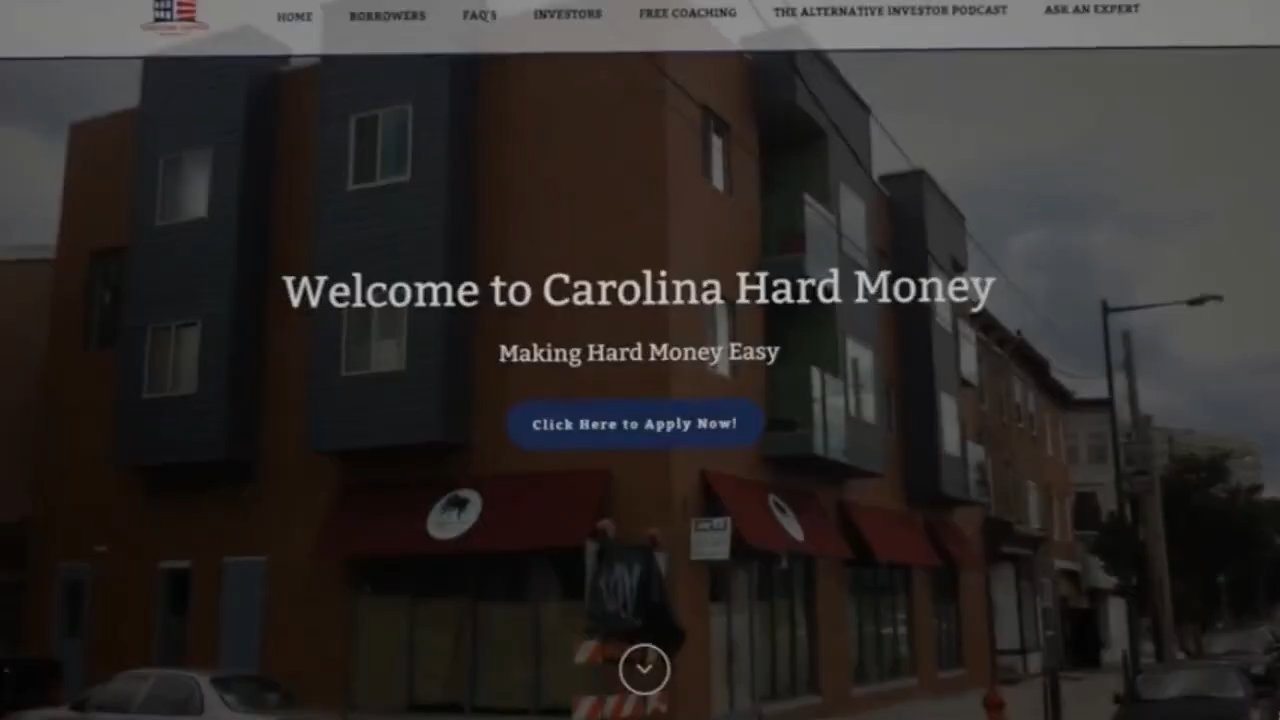 HOME BORROWERS FAQ'S INVESTORS FREE COACHING THE ALTERNATIVE INVESTOR PODCAST ASK AN EXPERT
Welcome to Carolina Hard Money
Making Hard Money Easy
Click Here to Apply Now!